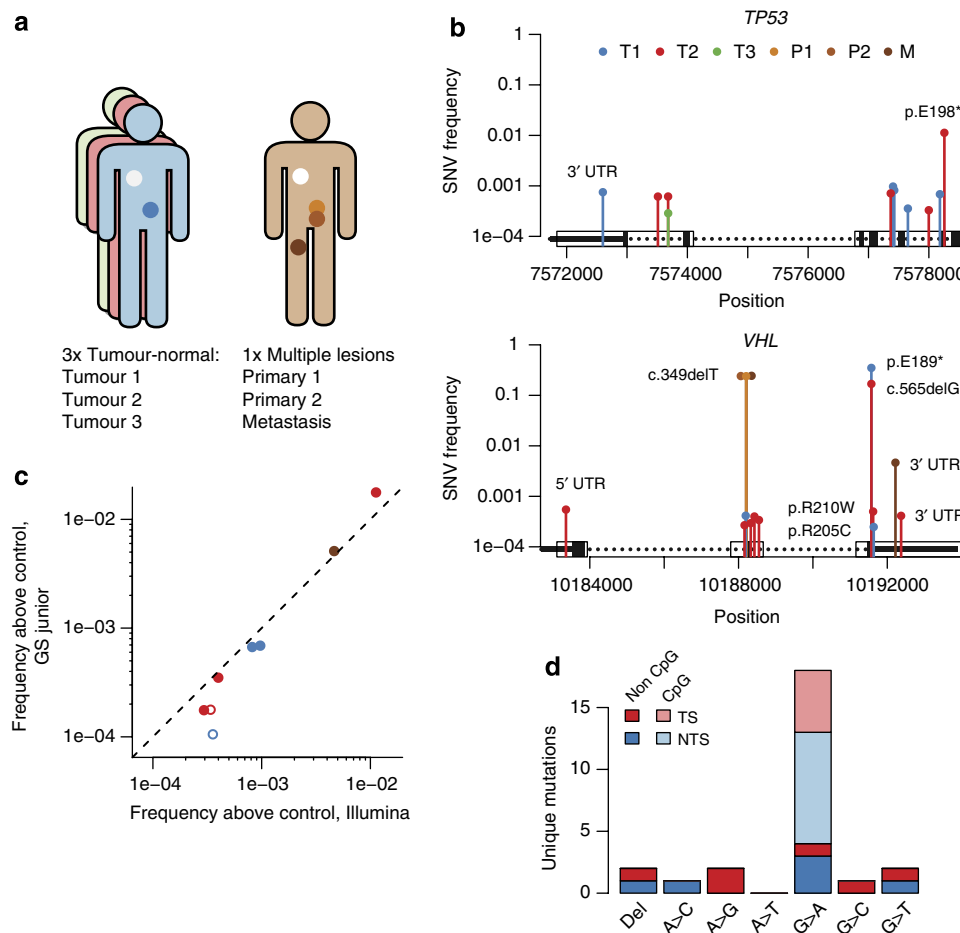 a
3x Tumour-normal:
Tumour 1
Tumour 2
Tumour 3
1x Multiple lesions
Primary 1
Primary 2
Metastasis
b
TP53
T1 T2 T3 P1 P2 M
SNV frequency
1
0.1
0.01
0.001
1e–04
3′ UTR
p.E198*
7572000 7574000 7576000 7578000
Position
VHL
SNV frequency
1
0.1
0.01
0.001
1e–04
c.349delT
p.E189*
c.565delG
5′ UTR
3′ UTR
p.R210W
p.R205C
3′ UTR
10184000 10188000 10192000
Position
c
Frequency above control,
GS junior
1e–02
1e–03
1e–04
1e–04 1e–03 1e–02
Frequency above control, Illumina
d
Non CpG
CpG
TS
NTS
Unique mutations
15
10
5
0
Del A>C A>G A>T G>A G>C G>T